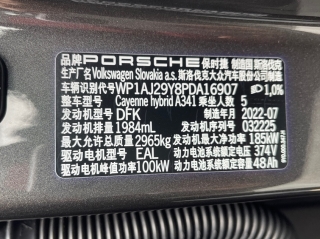 品牌 PORSCHE 保时捷 制造国 斯洛伐克
生产厂名 Volkswagen Slovakia a.s. 斯洛伐克大众汽车股份公司
车辆识别代号 WP1AJ29Y8PDA16907 1,0%
整车型号 Cayenne hybrid A341 乘坐人数 5
发动机型号 DFK 制造年月 2022-07
发动机排量 1984mL 发动机号 032225
最大允许总质量 2965kg 发动机最大净功率 185kW
驱动电机型号 EAL 动力电池系统额定电压 374V
驱动电机峰值功率 100kW 动力电池系统额定容量 48Ah